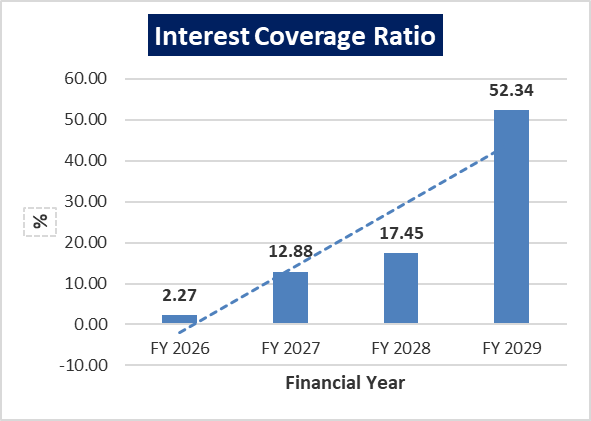 Interest Coverage Ratio
60.00
50.00
40.00
30.00
20.00
10.00
0.00
-10.00
%
52.34
17.45
12.88
2.27
FY 2026
FY 2027
FY 2028
FY 2029
Financial Year